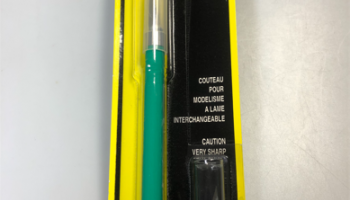 COUTEAU
POUR
MODELISME
A LAME
INTERCHANGEABLE
CAUTION
VERY SHARP